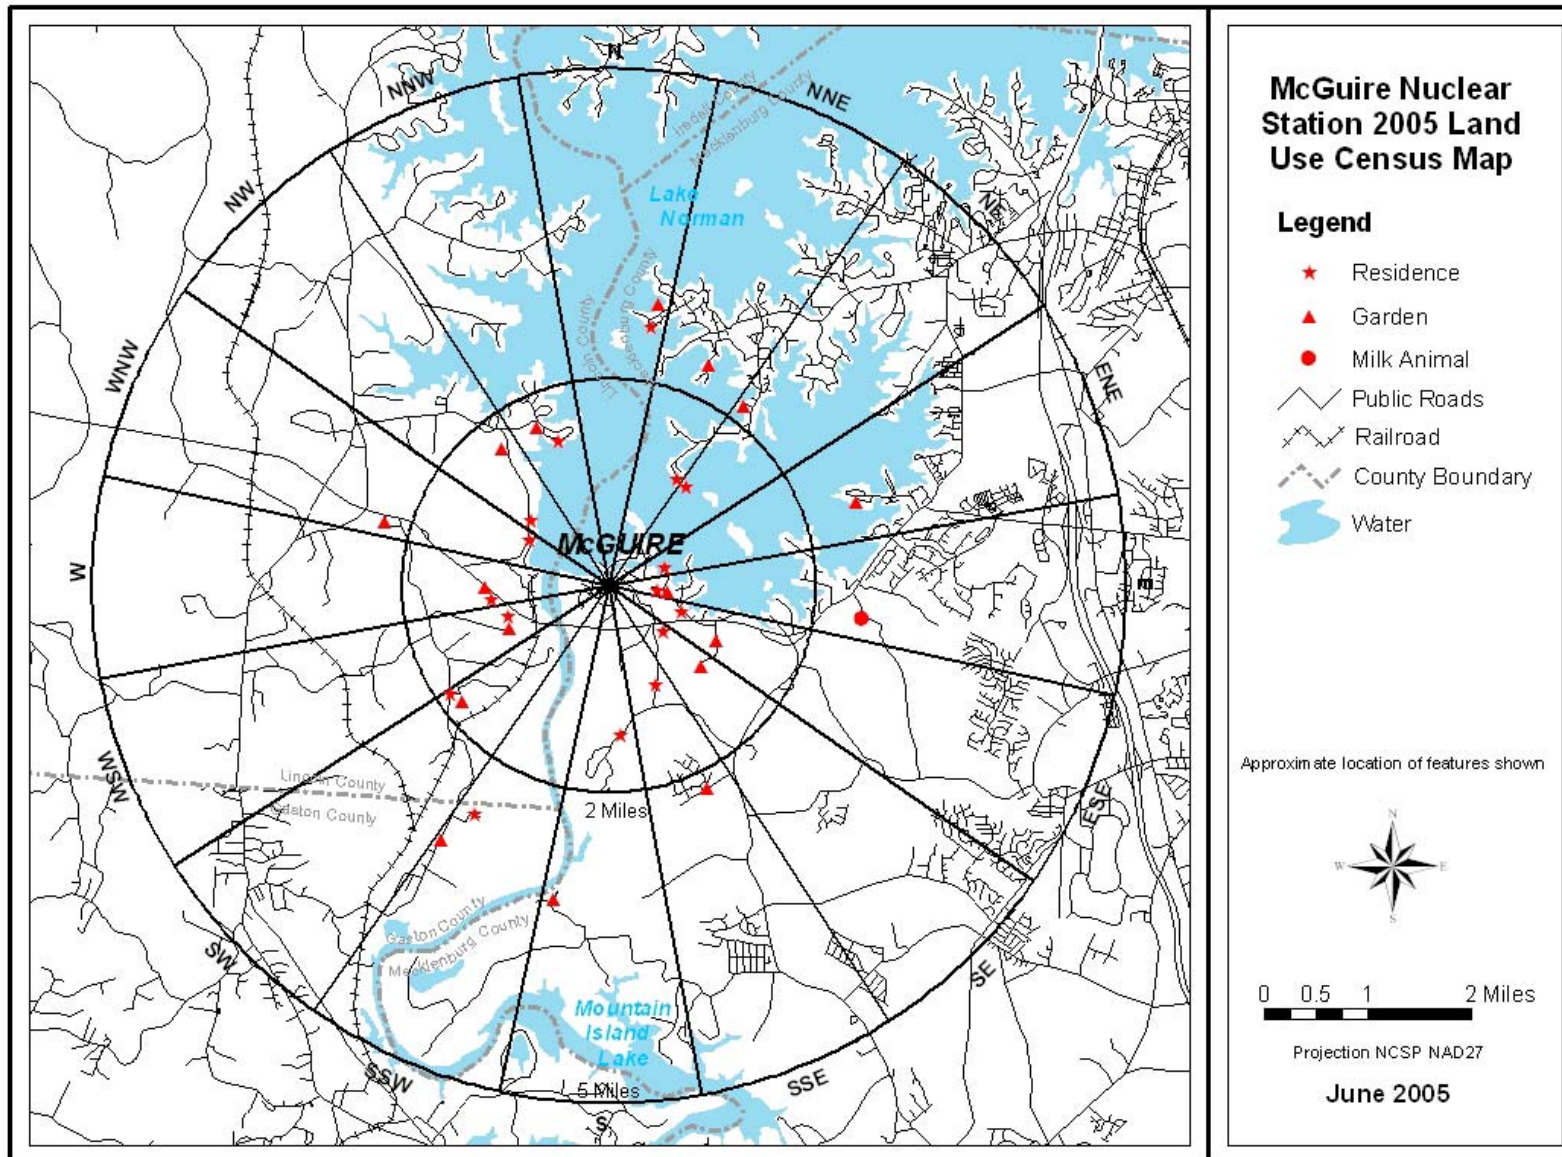 N
NNW
NNE
NW
NE
WNW
ENE
W
E
WSW
ESE
SW
SE
SSW
SSE
S
Iredell County
Mecklenburg County
Lake
Norman
Lincoln County
Mecklenburg County
McGUIRE
Lincoln County
Gaston County
2 Miles
Gaston County
Mecklenburg County
Mountain
Island
Lake
5 Miles
McGuire Nuclear
Station 2005 Land
Use Census Map
Legend
Residence
Garden
Milk Animal
Public Roads
Railroad
County Boundary
Water
Approximate location of features shown
N
W
E
S
0 0.5 1 2 Miles
Projection NCSP NAD27
June 2005